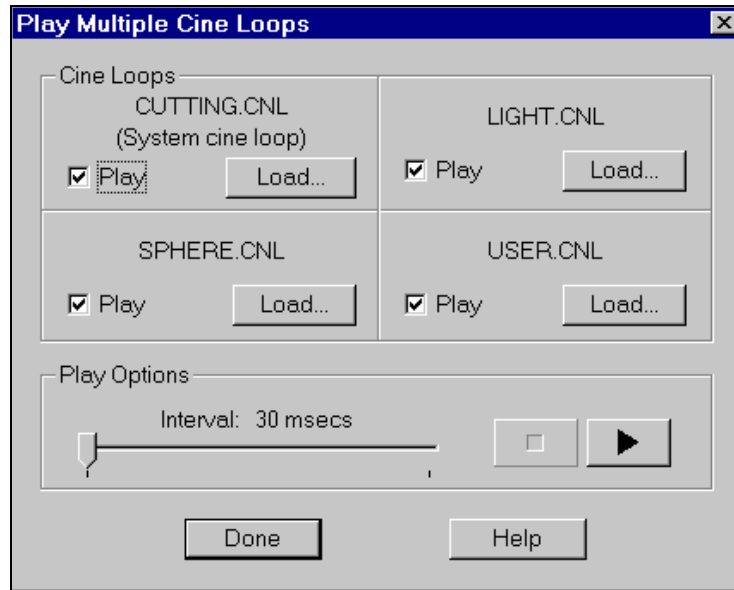 Play Multiple Cine Loops
Cine Loops
CUTTING.CNL
(System cine loop)
Play
Load...
LIGHT.CNL
Play
Load...
SPHERE.CNL
Play
Load...
USER.CNL
Play
Load...
Play Options
Interval: 30 msecs
Done
Help